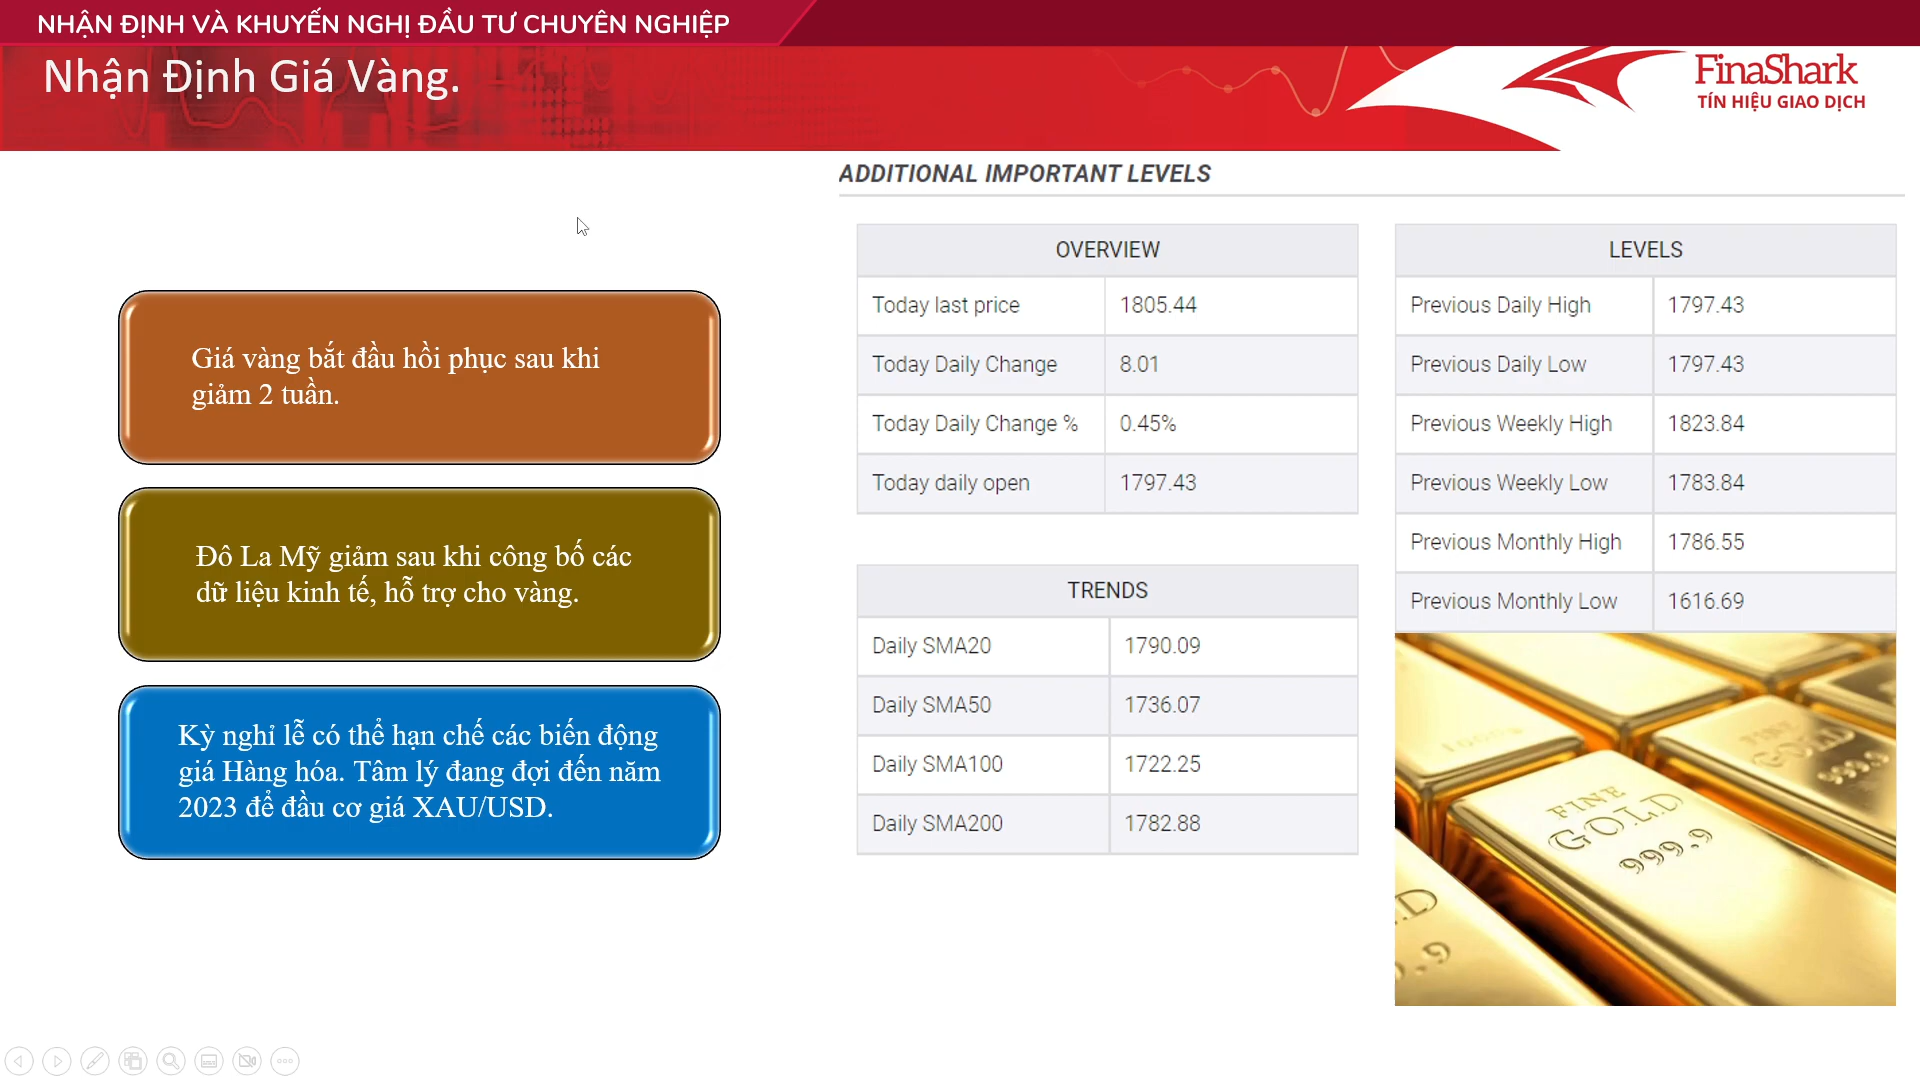 NHẬN ĐỊNH VÀ KHUYẾN NGHỊ ĐẦU TƯ CHUYÊN NGHIỆP
Nhận Định Giá Vàng.
FinaShark
TÍN HIỆU GIAO DỊCH
Giá vàng bắt đầu hồi phục sau khi
giảm 2 tuần.
Đô La Mỹ giảm sau khi công bố các
dữ liệu kinh tế, hỗ trợ cho vàng.
Kỳ nghỉ lễ có thể hạn chế các biến động
giá Hàng hóa. Tâm lý đang đợi đến năm
2023 để đầu cơ giá XAU/USD.
ADDITIONAL IMPORTANT LEVELS
OVERVIEW
Today last price 1805.44
Today Daily Change 8.01
Today Daily Change % 0.45%
Today daily open 1797.43
TRENDS
Daily SMA20 1790.09
Daily SMA50 1736.07
Daily SMA100 1722.25
Daily SMA200 1782.88
LEVELS
Previous Daily High 1797.43
Previous Daily Low 1797.43
Previous Weekly High 1823.84
Previous Weekly Low 1783.84
Previous Monthly High 1786.55
Previous Monthly Low 1616.69
FINE
GOLD
999.9